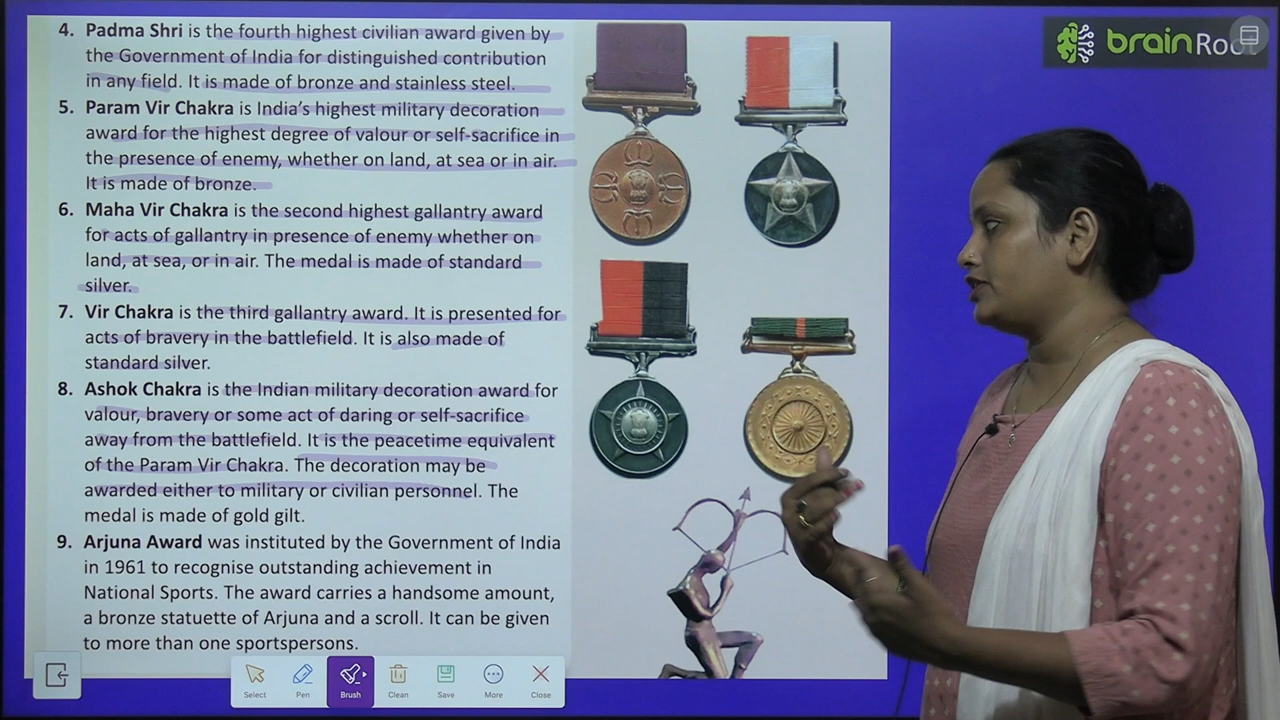 4. Padma Shri is the fourth highest civilian award given by
the Government of India for distinguished contribution
in any field. It is made of bronze and stainless steel.
5. Param Vir Chakra is India's highest military decoration
award for the highest degree of valour or self-sacrifice in
the presence of enemy, whether on land, at sea or in air.
It is made of bronze.
6. Maha Vir Chakra is the second highest gallantry award
for acts of gallantry in presence of enemy whether on
land, at sea, or in air. The medal is made of standard
silver.
7. Vir Chakra is the third gallantry award. It is presented for
acts of bravery in the battlefield. It is also made of
standard silver.
8. Ashok Chakra is the Indian military decoration award for
valour, bravery or some act of daring or self-sacrifice
away from the battlefield. It is the peacetime equivalent
of the Param Vir Chakra. The decoration may be
awarded either to military or civilian personnel. The
medal is made of gold gilt.
9. Arjuna Award was instituted by the Government of India
in 1961 to recognise outstanding achievement in
National Sports. The award carries a handsome amount,
a bronze statuette of Arjuna and a scroll. It can be given
to more than one sportspersons.
Select Pen Brush Clean Save More Close
brain